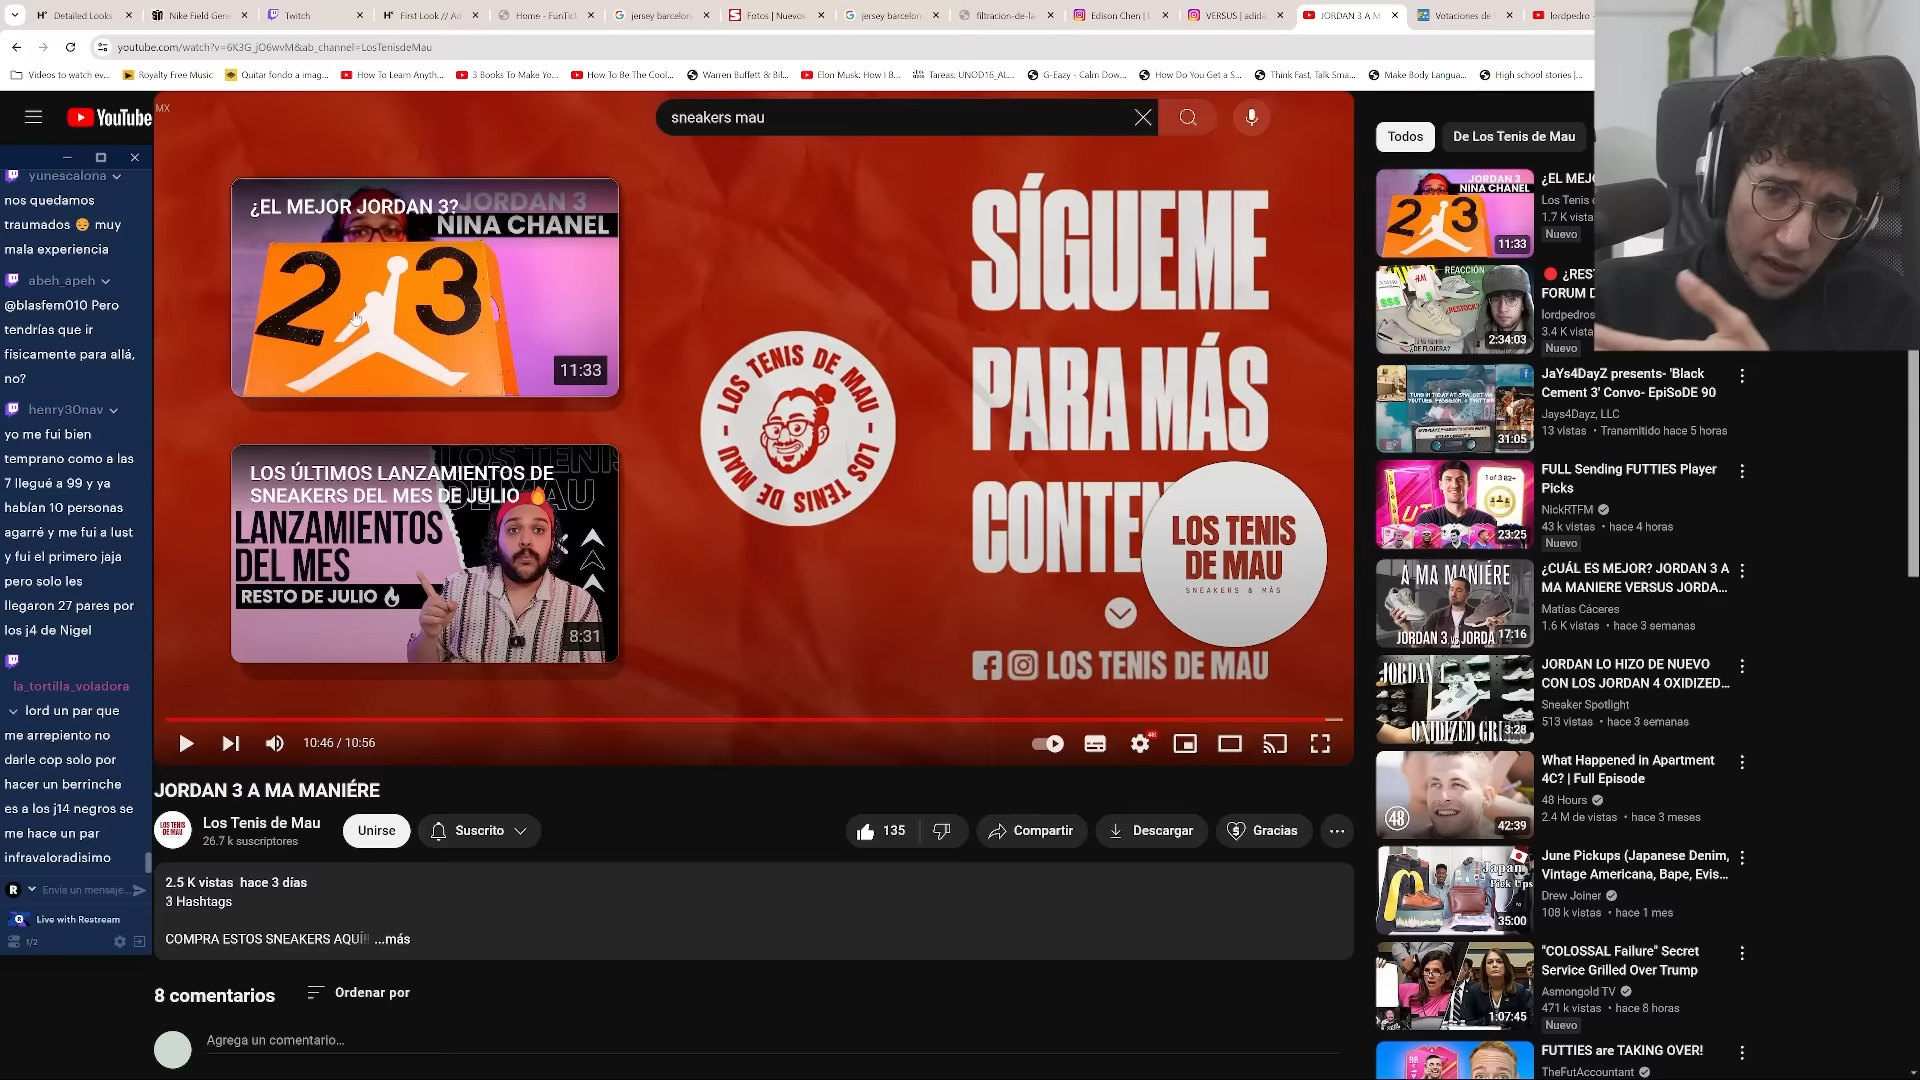 Detailed Looks
Nike Field Gene
Twitch
First Look // Ad
Home - FunTicl
jersey barcelon
Fotos | Nuevos
jersey barcelon
filtracion-de-la
Edison Chen | L
VERSUS | adida
JORDAN 3 A M
Votaciones de
lordpedro
youtube.com/watch?v=6K3G_jO6wvM&ab_channel=LosTenisdeMau
Videos to watch ev...
Royalty Free Music
Quitar fondo a imag...
How To Learn Anyth...
3 Books To Make Yo...
How To Be The Cool...
Warren Buffett & Bil...
Elon Musk: How I B...
Tareas: UNOD16_AL...
G-Eazy - Calm Dow...
How Do You Get a S...
Think Fast, Talk Sma...
Make Body Langua...
High school stories |...
YouTube
MX
sneakers mau
yunescalona
nos quedamos
traumados 😔 muy
mala experiencia
abeh_apeh
@blasfem010 Pero
tendrías que ir
físicamente para allá,
no?
henry30nav
yo me fui bien
temprano como a las
7 llegué a 99 y ya
habían 10 personas
agarré y me fui a lust
y fui el primero jaja
pero solo les
llegaron 27 pares por
los j4 de Nigel
la_tortilla_voladora
lord un par que
me arrepiento no
darle cop solo por
hacer un berrinche
es a los j14 negros se
me hace un par
infravaloradisimo
Envía un mensaje...
Live with Restream
1/2
¿EL MEJOR JORDAN 3?
JORDAN 3
NINA CHANEL
23
11:33
LOS ÚLTIMOS LANZAMIENTOS DE
SNEAKERS DEL MES DE JULIO 🔥
LANZAMIENTOS
DEL MES
RESTO DE JULIO
8:31
LOS TENIS DE MAU - LOS TENIS DE MAU -
SÍGUEME
PARA MÁS
CONTE
LOS TENIS
DE MAU
SNEAKERS & MÁS
LOS TENIS DE MAU
10:46 / 10:56
4K
JORDAN 3 A MA MANIÉRE
Los Tenis de Mau
26.7 k suscriptores
Unirse
Suscrito
135
Compartir
Descargar
Gracias
2.5 K vistas hace 3 días
3 Hashtags
COMPRA ESTOS SNEAKERS AQUÍ!! ...más
8 comentarios
Ordenar por
Agrega un comentario...
Todos
De Los Tenis de Mau
JORDAN 3
NINA CHANEL
23
11:33
¿EL MEJO
Los Tenis d
1.7 K vista
Nuevo
REACCIÓN
$$$
H&M
¿RESTOCK?
¿DE FLOJERA?
2:34:03
¿RES
FORUM D
lordpedros
3.4 K vista
Nuevo
31:05
JaYs4DayZ presents- 'Black
Cement 3' Convo- EpiSoDE 90
Jays4Dayz, LLC
13 vistas • Transmitido hace 5 horas
1 of 3 82+
23:25
FULL Sending FUTTIES Player
Picks
NickRTFM
43 k vistas • hace 4 horas
Nuevo
A MA MANIÉRE
JORDAN 3 vs JORDA
17:16
¿CUÁL ES MEJOR? JORDAN 3 A
MA MANIERE VERSUS JORDA...
Matías Cáceres
1.6 K vistas • hace 3 semanas
JORDAN 4
OXIDIZED GRE
3:28
JORDAN LO HIZO DE NUEVO
CON LOS JORDAN 4 OXIDIZED...
Sneaker Spotlight
513 vistas • hace 3 semanas
48
42:39
What Happened in Apartment
4C? | Full Episode
48 Hours
2.4 M de vistas • hace 3 meses
Japan
Pick Ups
35:00
June Pickups (Japanese Denim,
Vintage Americana, Bape, Evis...
Drew Joiner
108 k vistas • hace 1 mes
1:07:45
"COLOSSAL Failure" Secret
Service Grilled Over Trump
Asmongold TV
471 k vistas • hace 8 horas
Nuevo
98
FUTTIES are TAKING OVER!
TheFutAccountant